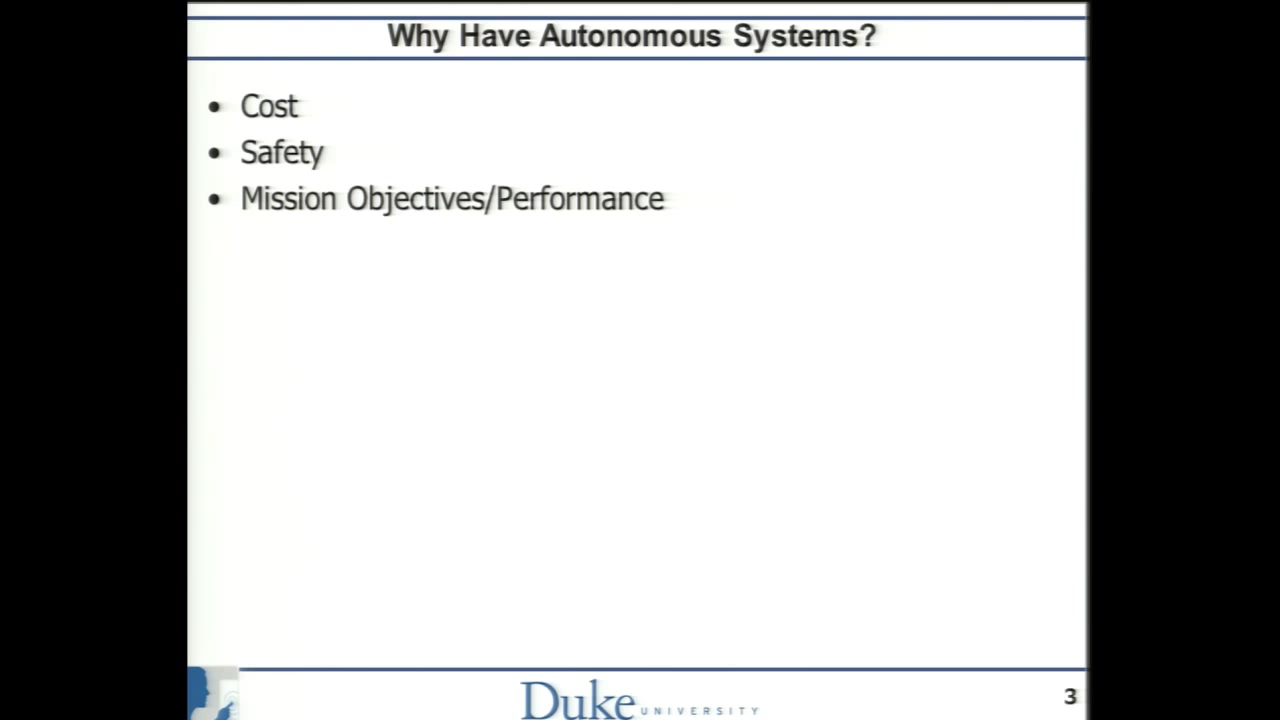 Why Have Autonomous Systems?
• Cost
• Safety
• Mission Objectives/Performance
Duke UNIVERSITY
3